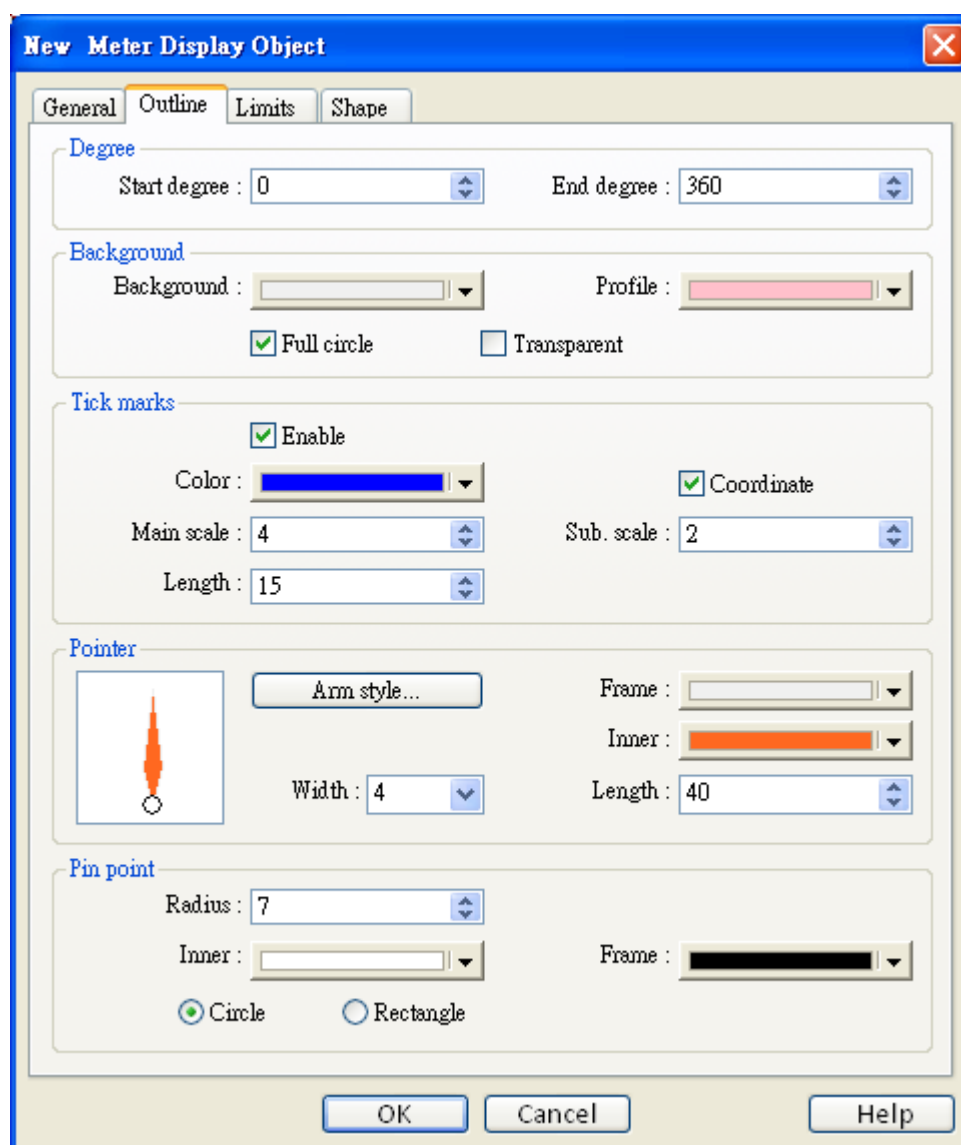 New Meter Display Object
General Outline Limits Shape
Degree
Start degree : 0 End degree : 360
Background
Background : Profile :
Full circle Transparent
Tick marks
Enable
Color : Coordinate
Main scale : 4 Sub. scale : 2
Length : 15
Pointer
Arm style... Frame :
Inner :
Width : 4 Length : 40
Pin point
Radius : 7
Inner : Frame :
Circle Rectangle
OK Cancel Help